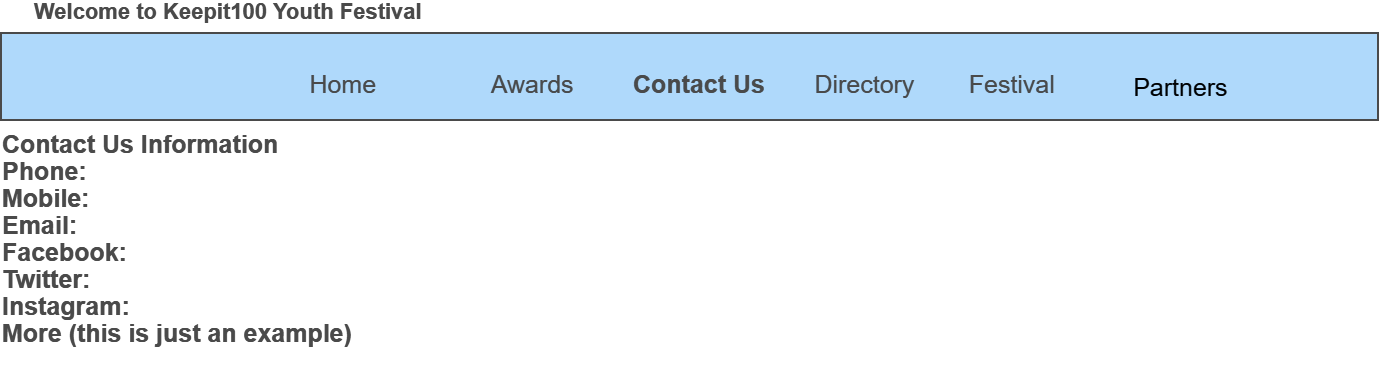 Welcome to Keepit100 Youth Festival
Home Awards Contact Us Directory Festival Partners
Contact Us Information
Phone:
Mobile:
Email:
Facebook:
Twitter:
Instagram:
More (this is just an example)